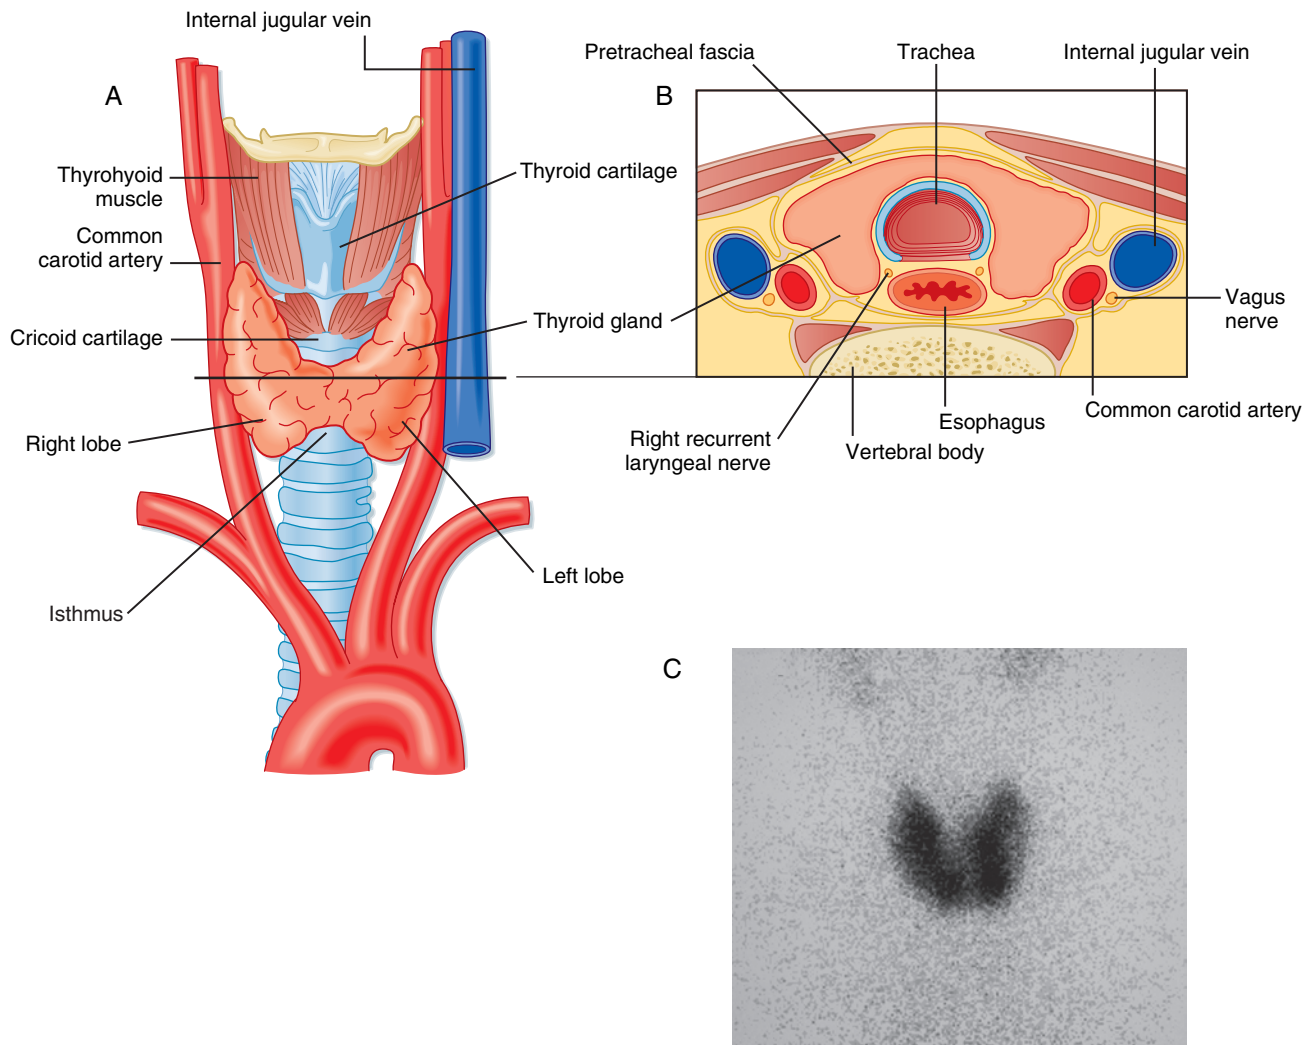 Internal jugular vein
A
Thyrohyoid
muscle
Thyroid cartilage
Common
carotid artery
Cricoid cartilage
Thyroid gland
Right lobe
Left lobe
Isthmus
B
Pretracheal fascia
Trachea
Internal jugular vein
Vagus
nerve
Common carotid artery
Esophagus
Right recurrent
laryngeal nerve
Vertebral body
C